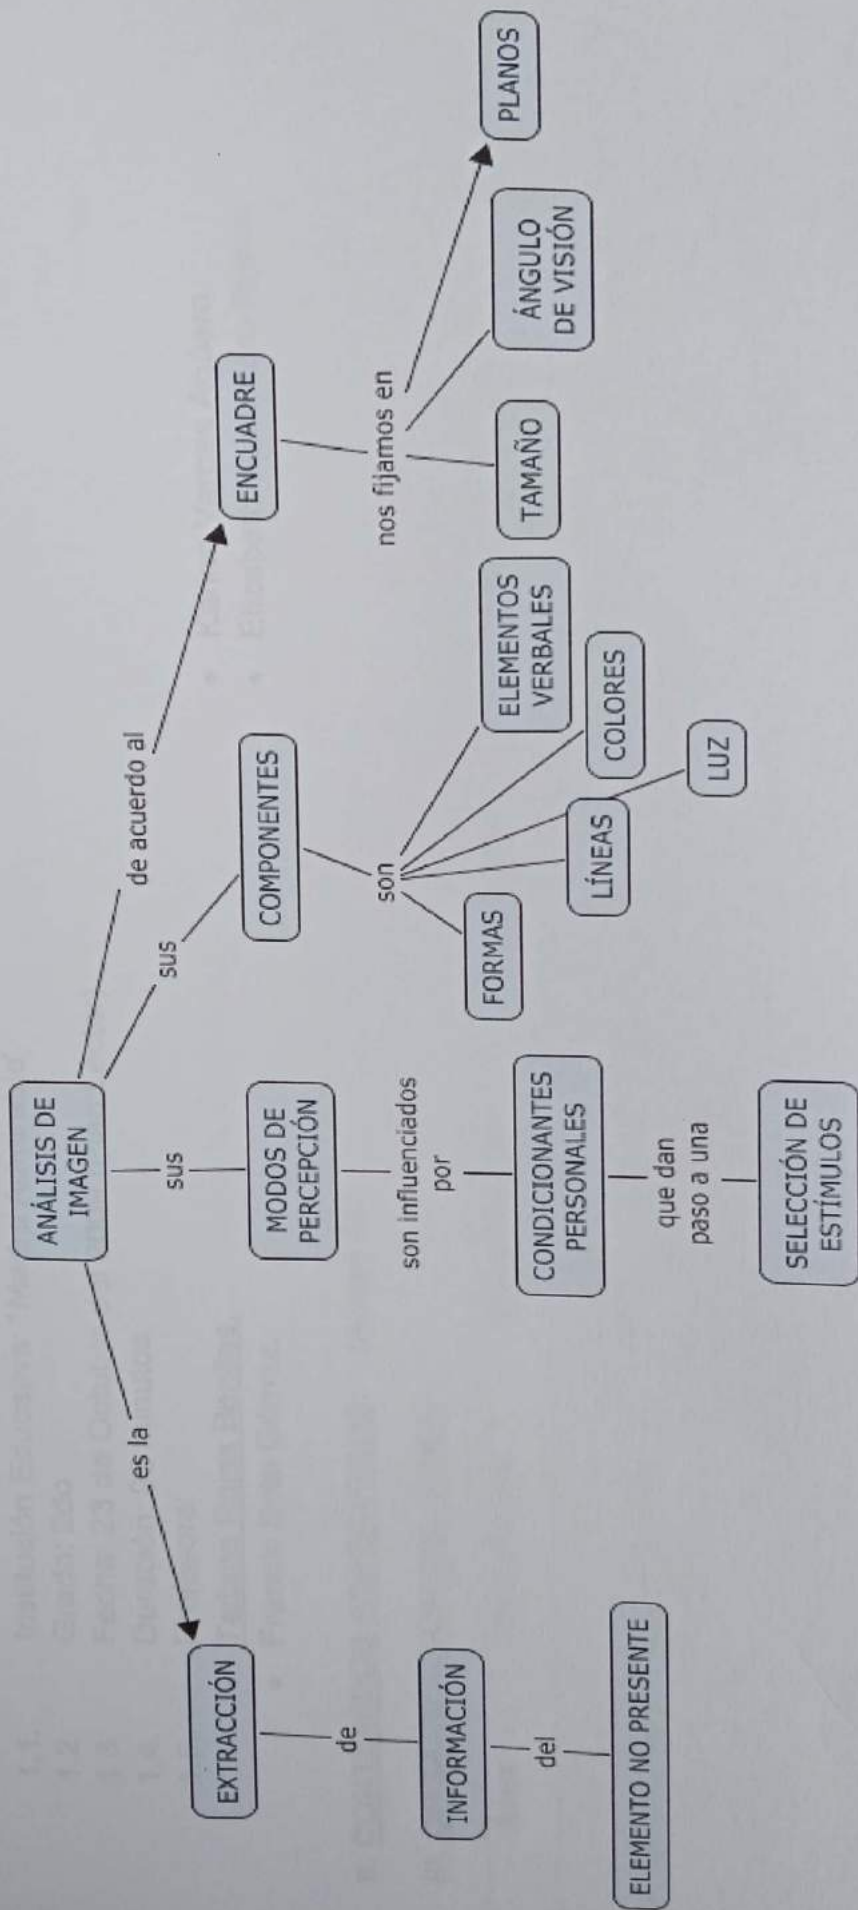 ANÁLISIS DE
IMAGEN
es la
EXTRACCIÓN
de
INFORMACIÓN
del
ELEMENTO NO PRESENTE
sus
MODOS DE
PERCEPCIÓN
son influenciados
por
CONDICIONANTES
PERSONALES
que dan
paso a una
SELECCIÓN DE
ESTÍMULOS
sus
COMPONENTES
son
FORMAS
LÍNEAS
LUZ
COLORES
ELEMENTOS
VERBALES
de acuerdo al
ENCUADRE
nos fijamos en
TAMAÑO
ÁNGULO
DE VISIÓN
PLANOS